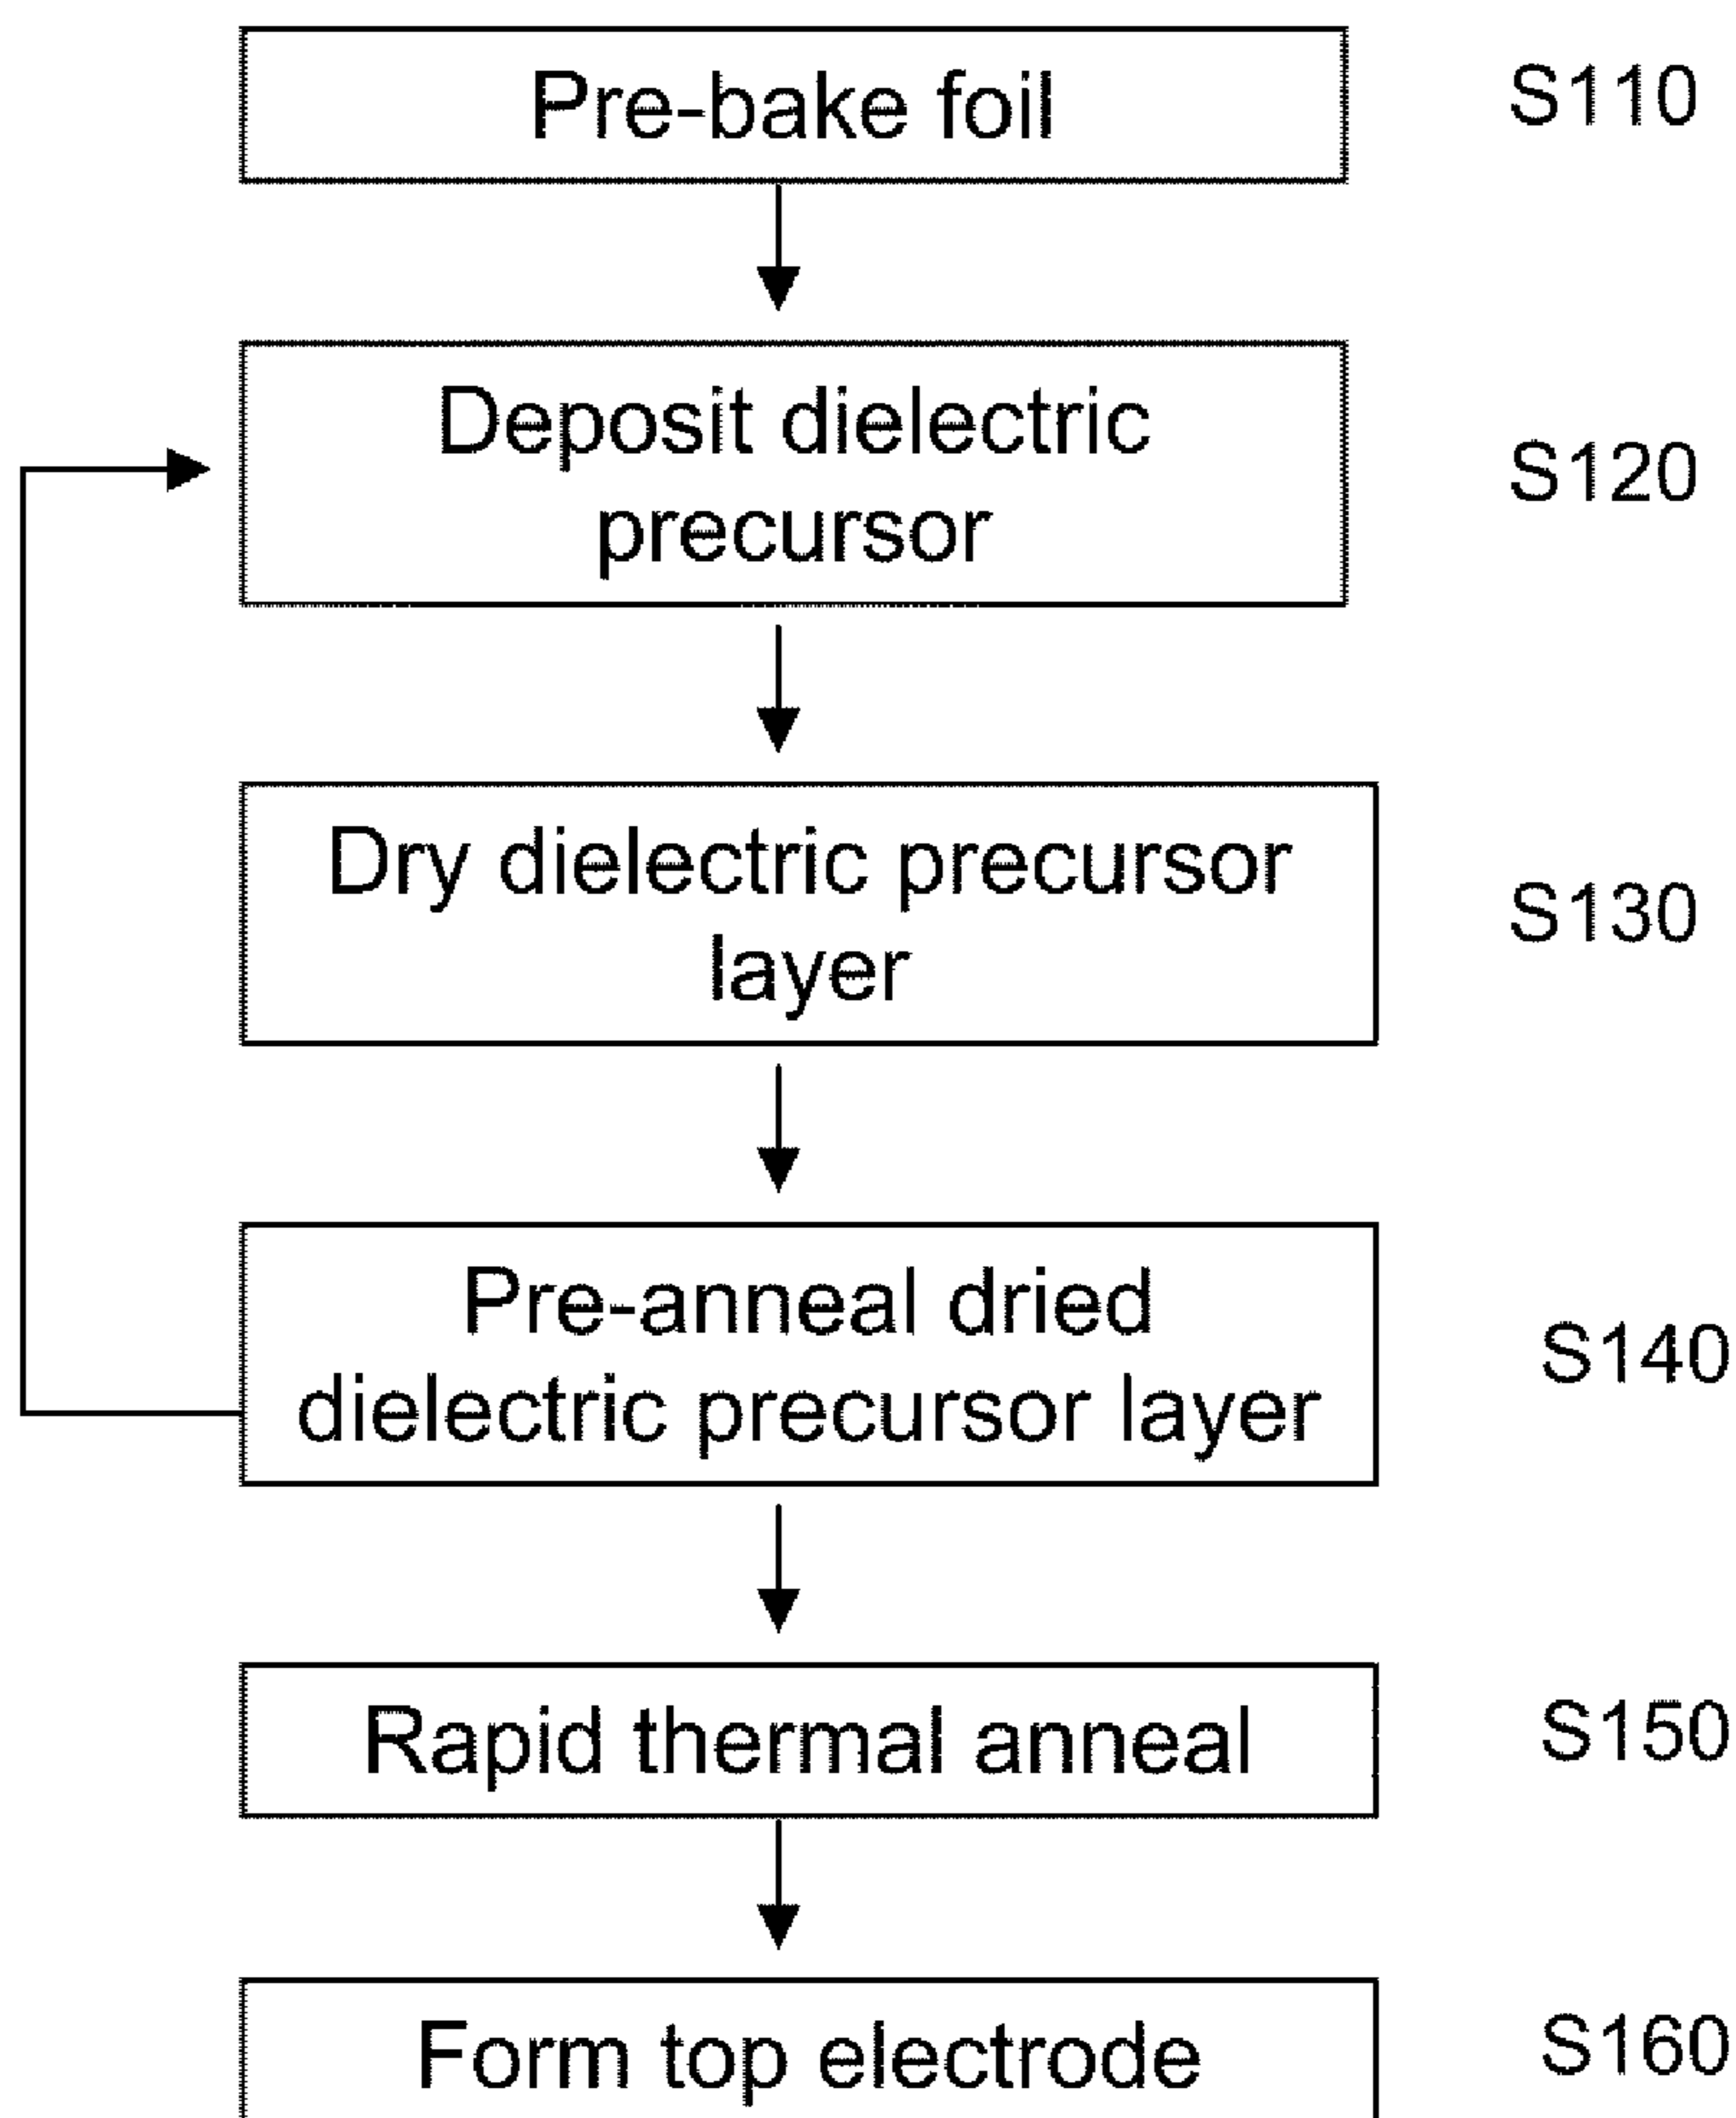 Pre-bake foil
S110
Deposit dielectric
precursor
S120
Dry dielectric precursor
layer
S130
Pre-anneal dried
dielectric precursor layer
S140
Rapid thermal anneal
S150
Form top electrode
S160